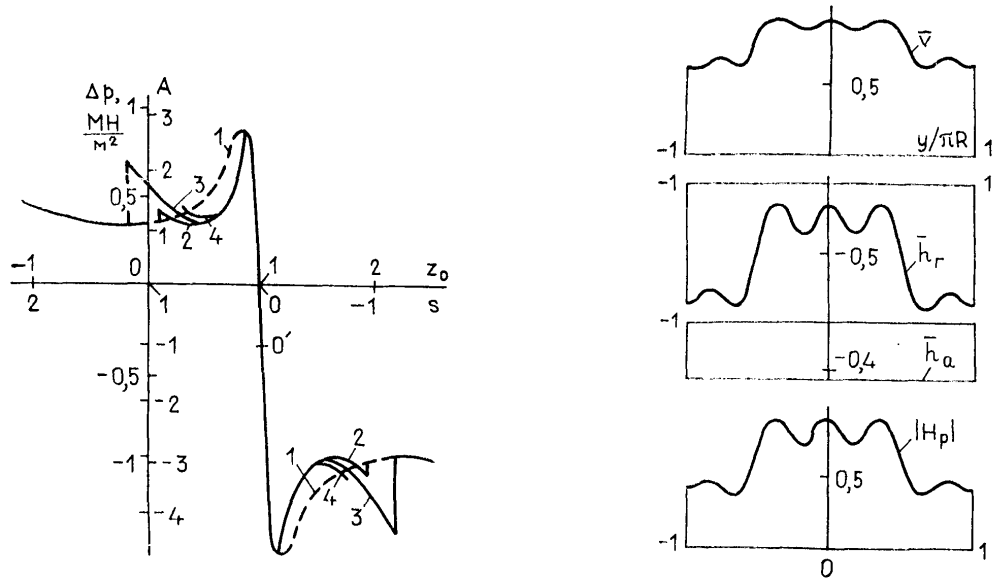 Δp, 1 A
МН/м² 3
2
0,5
1
1 2 3 4
-1 0 1 2 z₀
2 1 0 -1 s
-1 0′
-0,5
-2
-1 -3
-4
1 2
4 3
v̄
0,5
-1 y/πR 1
-1 1
-0,5 h̄r
-1
-0,4 h̄a
|Hp|
0,5
-1 0 1